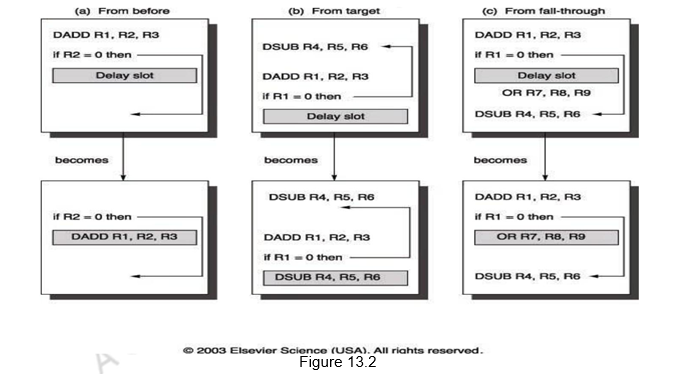 (a) From before
DADD R1, R2, R3
if R2 = 0 then
Delay slot
becomes
if R2 = 0 then
DADD R1, R2, R3
(b) From target
DSUB R4, R5, R6
DADD R1, R2, R3
if R1 = 0 then
Delay slot
becomes
DSUB R4, R5, R6
DADD R1, R2, R3
if R1 = 0 then
DSUB R4, R5, R6
(c) From fall-through
DADD R1, R2, R3
if R1 = 0 then
Delay slot
OR R7, R8, R9
DSUB R4, R5, R6
becomes
DADD R1, R2, R3
if R1 = 0 then
OR R7, R8, R9
DSUB R4, R5, R6
© 2003 Elsevier Science (USA). All rights reserved.
Figure 13.2